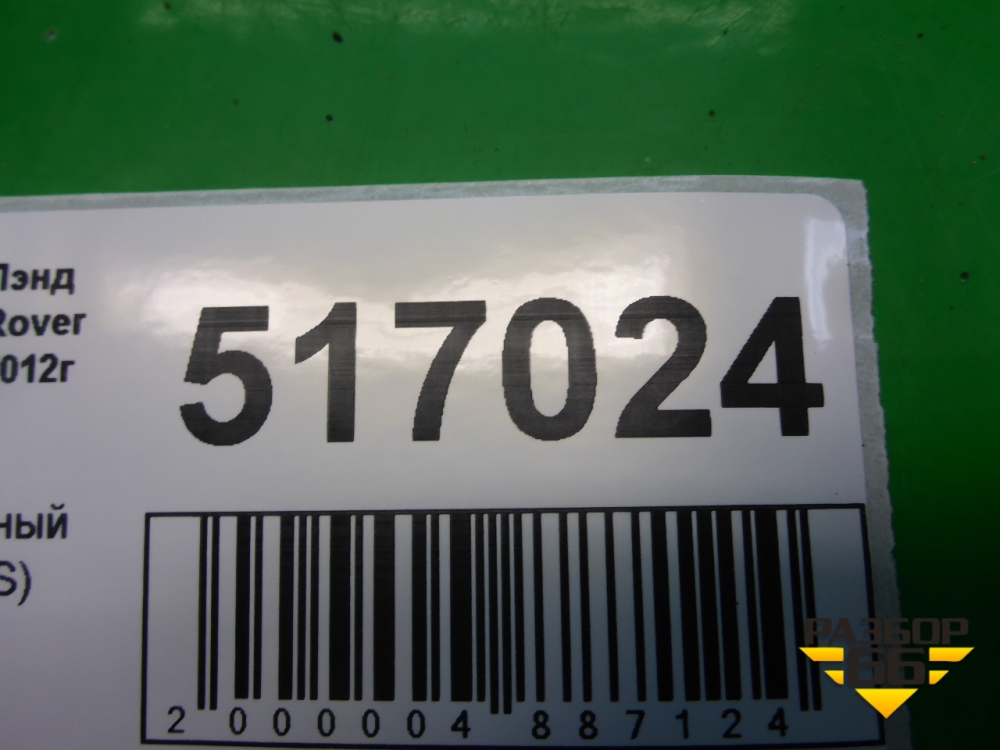 Лэнд
Rover
012г
517024
ный
S)
2 000004 887124
РАЗБОР
66